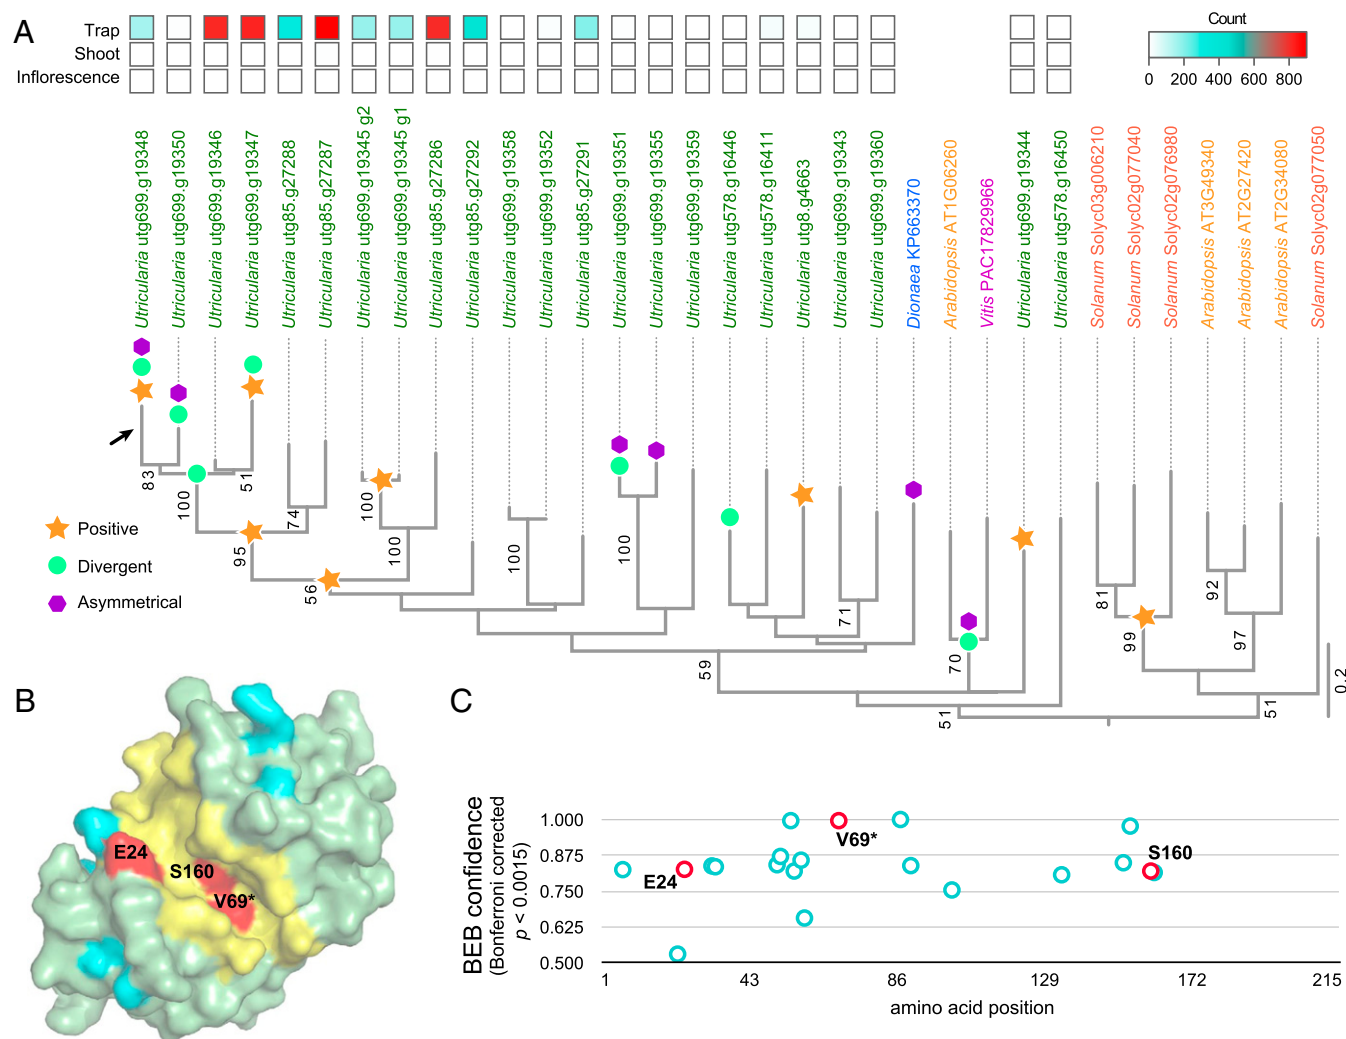 A
Trap
Shoot
Inflorescence
Count
0 200 400 600 800
Utricularia utg699.g19348
Utricularia utg699.g19350
Utricularia utg699.g19346
Utricularia utg699.g19347
Utricularia utg85.g27288
Utricularia utg85.g27287
Utricularia utg699.g19345 g2
Utricularia utg699.g19345 g1
Utricularia utg85.g27286
Utricularia utg85.g27292
Utricularia utg699.g19358
Utricularia utg699.g19352
Utricularia utg85.g27291
Utricularia utg699.g19351
Utricularia utg699.g19355
Utricularia utg699.g19359
Utricularia utg578.g16446
Utricularia utg578.g16411
Utricularia utg8.g4663
Utricularia utg699.g19343
Utricularia utg699.g19360
Dionaea KP663370
Arabidopsis AT1G06260
Vitis PAC17829966
Utricularia utg699.g19344
Utricularia utg578.g16450
Solanum Solyc03g006210
Solanum Solyc02g077040
Solanum Solyc02g076980
Arabidopsis AT3G49340
Arabidopsis AT2G27420
Arabidopsis AT2G34080
Solanum Solyc02g077050
83
100
51
74
95
100
100
56
100
100
71
59
70
51
81
99
92
97
51
0.2
Positive
Divergent
Asymmetrical
B
E24
S160
V69*
C
BEB confidence
(Bonferroni corrected
p < 0.0015)
1.000
0.875
0.750
0.625
0.500
V69*
E24
S160
1 43 86 129 172 215
amino acid position